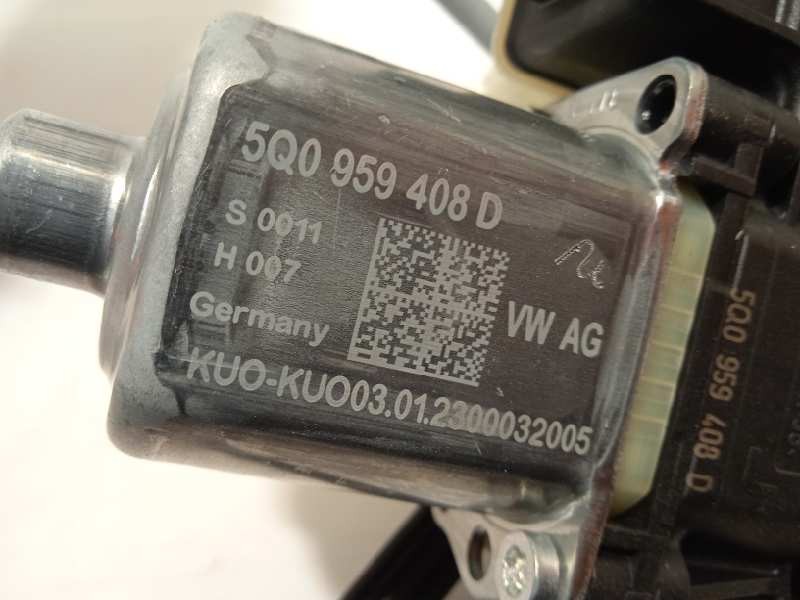 5Q0 959 408 D
S 0011
H 007
Germany
VW AG
KUO-KUO03.01.2300032005
5Q0 959 408 D